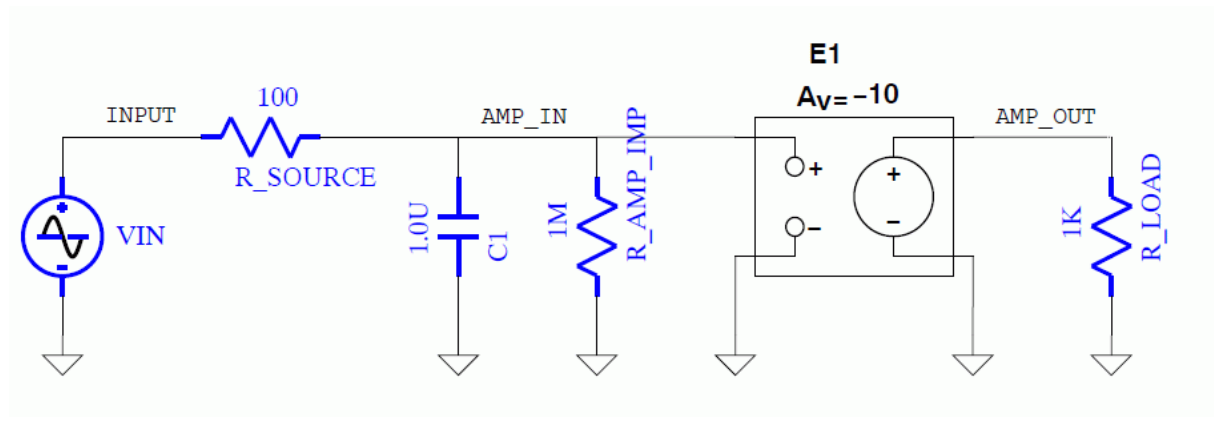 E1
Av=-10
100
INPUT
AMP_IN
AMP_OUT
R_SOURCE
R_AMP_IMP
VIN
1.0U
C1
1M
+
-
+
-
1K
R_LOAD